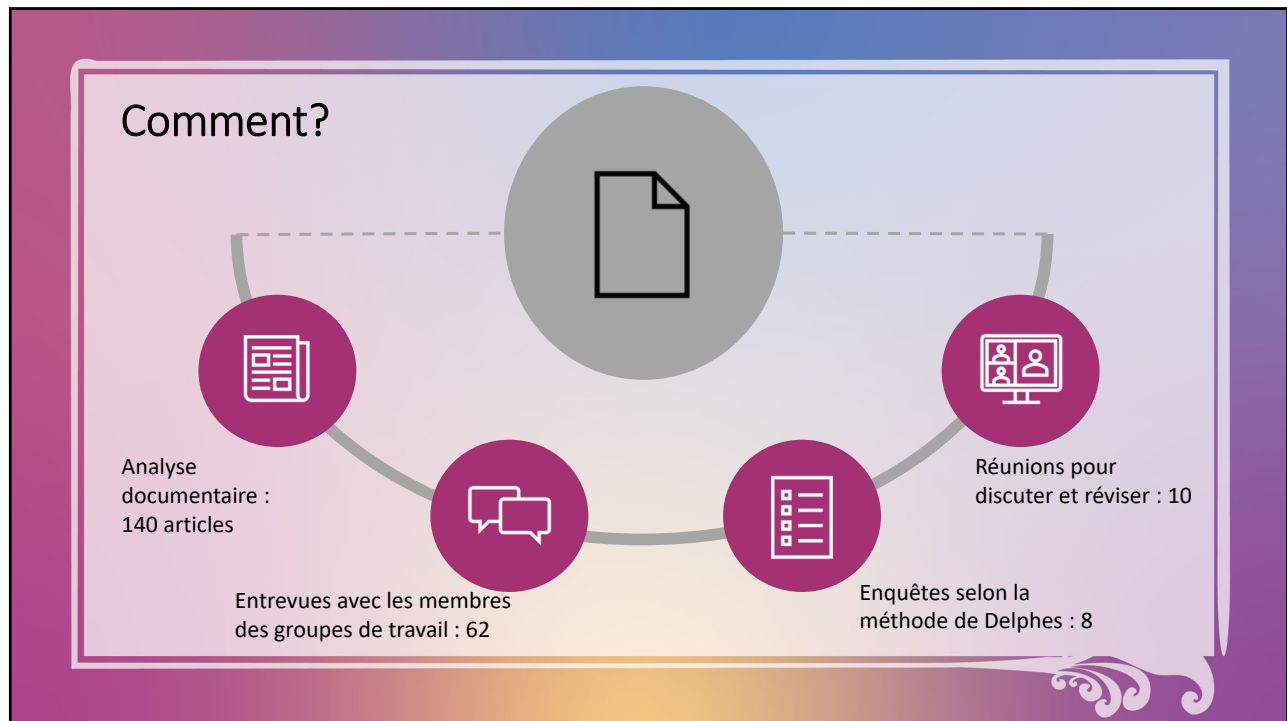 Comment?
Analyse
documentaire :
140 articles
Entrevues avec les membres
des groupes de travail : 62
Enquêtes selon la
méthode de Delphes : 8
Réunions pour
discuter et réviser : 10